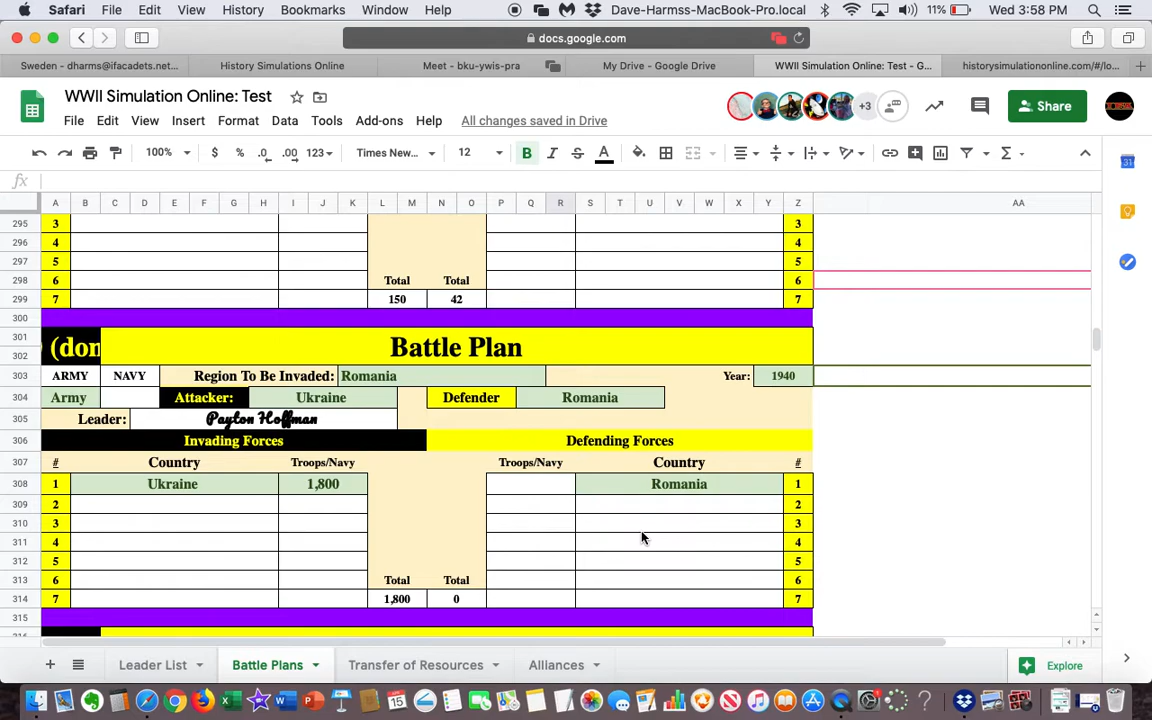 Safari File Edit View History Bookmarks Window Help Dave-Harmss-MacBook-Pro.local 11% Wed 3:58 PM
docs.google.com
Sweden - dharms@ifacadets.net... History Simulations Online Meet - bku-ywis-pra My Drive - Google Drive WWII Simulation Online: Test - G... historysimulationonline.com/#/lo...
WWII Simulation Online: Test
+3 Share
File Edit View Insert Format Data Tools Add-ons Help All changes saved in Drive
100% $ % .0 .00 123 Times New... 12 B I S A
fx
A B C D E F G H I J K L M N O P Q R S T U V W X Y Z AA
295 3 3
296 4 4
297 5 5
298 6 Total Total 6
299 7 150 42 7
300
301 (don Battle Plan
302
303 ARMY NAVY Region To Be Invaded: Romania Year: 1940
304 Army Attacker: Ukraine Defender Romania
305 Leader: Payton Hoffman
306 Invading Forces Defending Forces
307 # Country Troops/Navy Troops/Navy Country #
308 1 Ukraine 1,800 Romania 1
309 2 2
310 3 3
311 4 4
312 5 5
313 6 Total Total 6
314 7 1,800 0 7
315
316
Leader List Battle Plans Transfer of Resources Alliances Explore